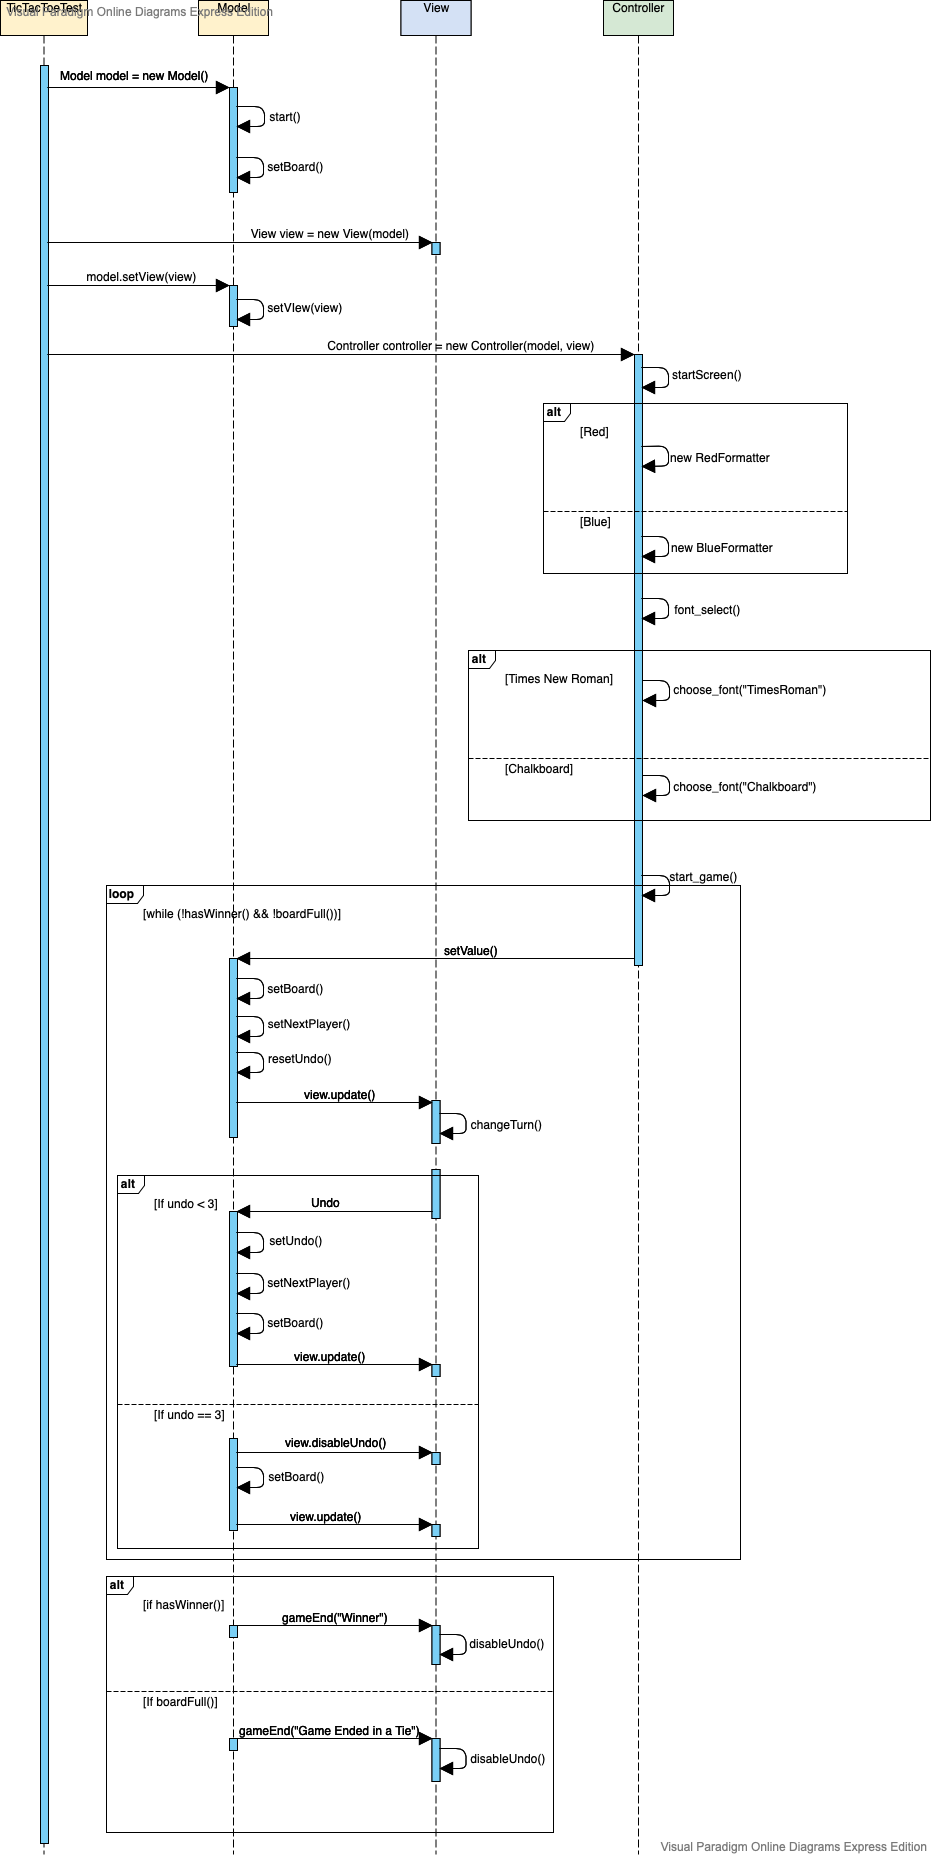 TicTacToeTest
Visual Paradigm Online Diagrams Express Edition
Model
View
Controller
Model model = new Model()
start()
setBoard()
View view = new View(model)
model.setView(view)
setVIew(view)
Controller controller = new Controller(model, view)
startScreen()
alt
[Red]
new RedFormatter
[Blue]
new BlueFormatter
font_select()
alt
[Times New Roman]
choose_font("TimesRoman")
[Chalkboard]
choose_font("Chalkboard")
start_game()
loop
[while (!hasWinner() && !boardFull())]
setValue()
setBoard()
setNextPlayer()
resetUndo()
view.update()
changeTurn()
alt
[If undo < 3]
Undo
setUndo()
setNextPlayer()
setBoard()
view.update()
[If undo == 3]
view.disableUndo()
setBoard()
view.update()
alt
[if hasWinner()]
gameEnd("Winner")
disableUndo()
[If boardFull()]
gameEnd("Game Ended in a Tie")
disableUndo()
Visual Paradigm Online Diagrams Express Edition